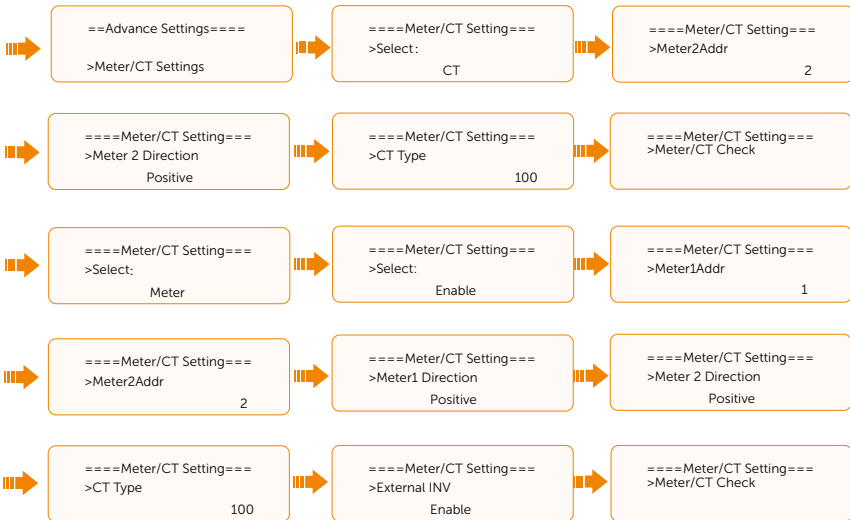 ==Advance Settings====
>Meter/CT Settings
====Meter/CT Setting===
>Select:
CT
====Meter/CT Setting===
>Meter2Addr
2
====Meter/CT Setting===
>Meter 2 Direction
Positive
====Meter/CT Setting===
>CT Type
100
====Meter/CT Setting===
>Meter/CT Check
====Meter/CT Setting===
>Select:
Meter
====Meter/CT Setting===
>Select:
Enable
====Meter/CT Setting===
>Meter1Addr
1
====Meter/CT Setting===
>Meter2Addr
2
====Meter/CT Setting===
>Meter1 Direction
Positive
====Meter/CT Setting===
>Meter 2 Direction
Positive
====Meter/CT Setting===
>CT Type
100
====Meter/CT Setting===
>External INV
Enable
====Meter/CT Setting===
>Meter/CT Check